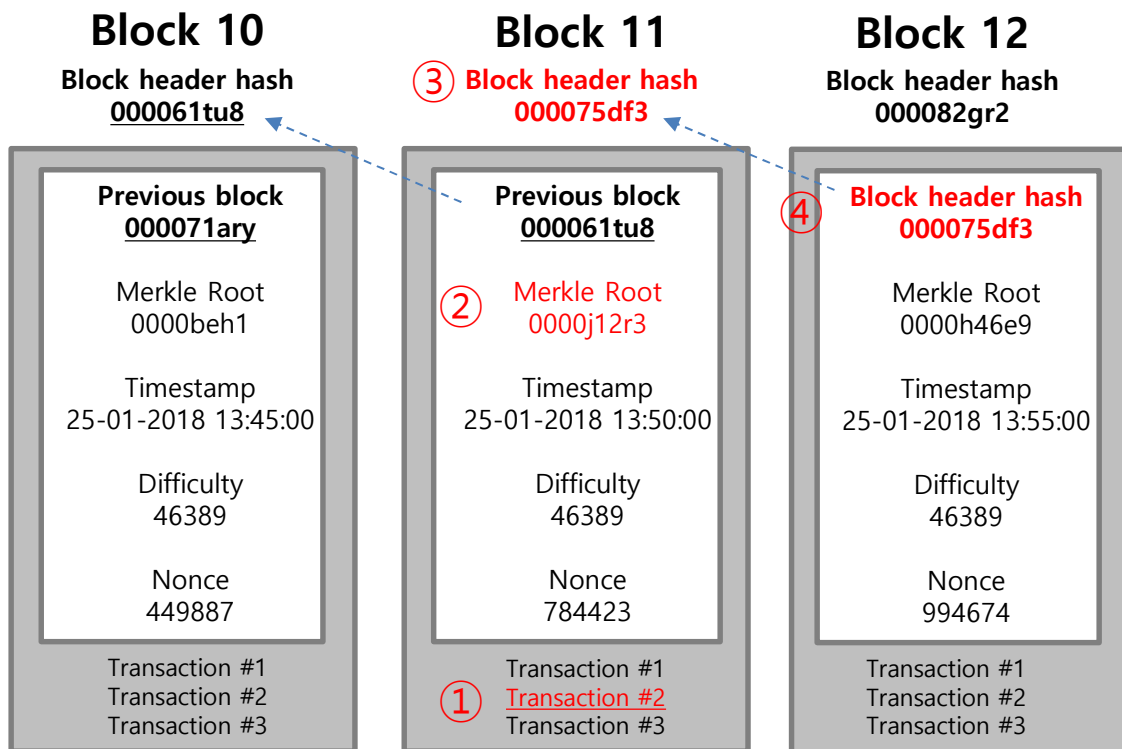 Block 10
Block header hash
000061tu8
Previous block
000071ary
Merkle Root
0000beh1
Timestamp
25-01-2018 13:45:00
Difficulty
46389
Nonce
449887
Transaction #1
Transaction #2
Transaction #3
Block 11
③ Block header hash
000075df3
Previous block
000061tu8
② Merkle Root
0000j12r3
Timestamp
25-01-2018 13:50:00
Difficulty
46389
Nonce
784423
Transaction #1
① Transaction #2
Transaction #3
Block 12
Block header hash
000082gr2
④ Block header hash
000075df3
Merkle Root
0000h46e9
Timestamp
25-01-2018 13:55:00
Difficulty
46389
Nonce
994674
Transaction #1
Transaction #2
Transaction #3